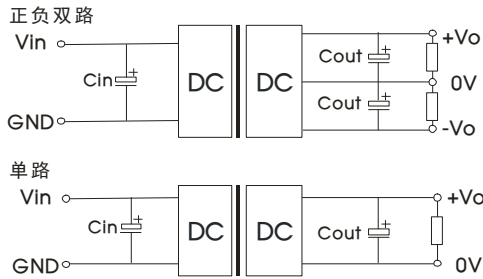 正负双路
Vin
Cin
+
DC
DC
Cout
+
+Vo
0V
Cout
+
-Vo
GND
单路
Vin
Cin
+
DC
DC
Cout
+
+Vo
GND
0V